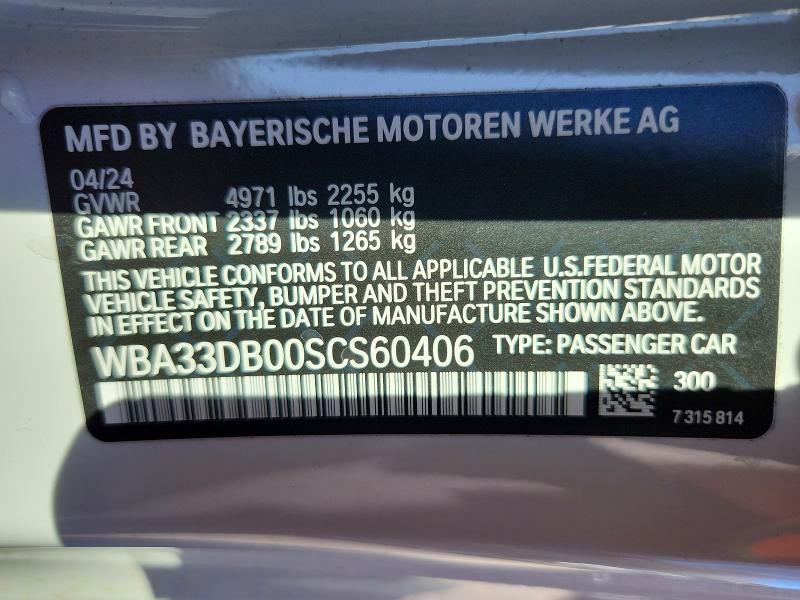 MFD BY BAYERISCHE MOTOREN WERKE AG
04/24
GVWR 4971 lbs 2255 kg
GAWR FRONT 2337 lbs 1060 kg
GAWR REAR 2789 lbs 1265 kg
THIS VEHICLE CONFORMS TO ALL APPLICABLE U.S.FEDERAL MOTOR
VEHICLE SAFETY, BUMPER AND THEFT PREVENTION STANDARDS
IN EFFECT ON THE DATE OF MANUFACTURE SHOWN ABOVE.
WBA33DB00SCS60406 TYPE: PASSENGER CAR
300
7 315 814